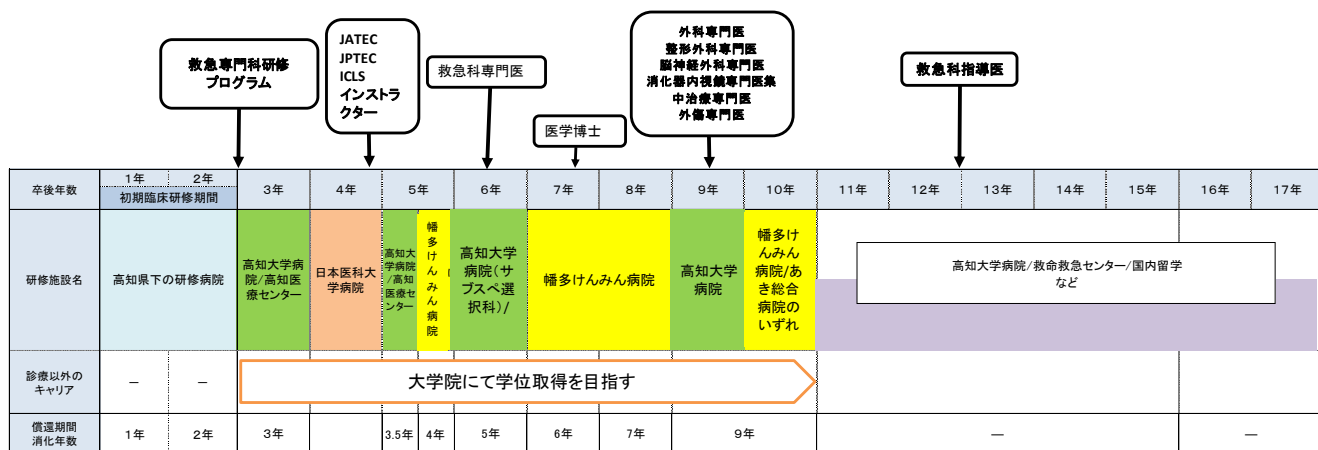 救急専門科研修
プログラム
JATEC
JPTEC
ICLS
インストラ
クター
救急科専門医
医学博士
外科専門医
整形外科専門医
脳神経外科専門医
消化器内視鏡専門医集
中治療専門医
外傷専門医
救急科指導医
卒後年数
1年
2年
初期臨床研修期間
3年
4年
5年
6年
7年
8年
9年
10年
11年
12年
13年
14年
15年
16年
17年
研修施設名
高知県下の研修病院
高知大学病
院/高知医
療センター
日本医科大
学病院
高知大
学病院
/高知
医療セ
ンター
幡多けんみん病院
高知大学
病院(サ
ブスペ選
択科)/
幡多けんみん病院
高知大学
病院
幡多け
んみん
病院/あ
き総合
病院の
いずれ
高知大学病院/救命救急センター/国内留学
など
診療以外の
キャリア
－
－
大学院にて学位取得を目指す
償還期間
消化年数
1年
2年
3年
3.5年
4年
5年
6年
7年
9年
－
－